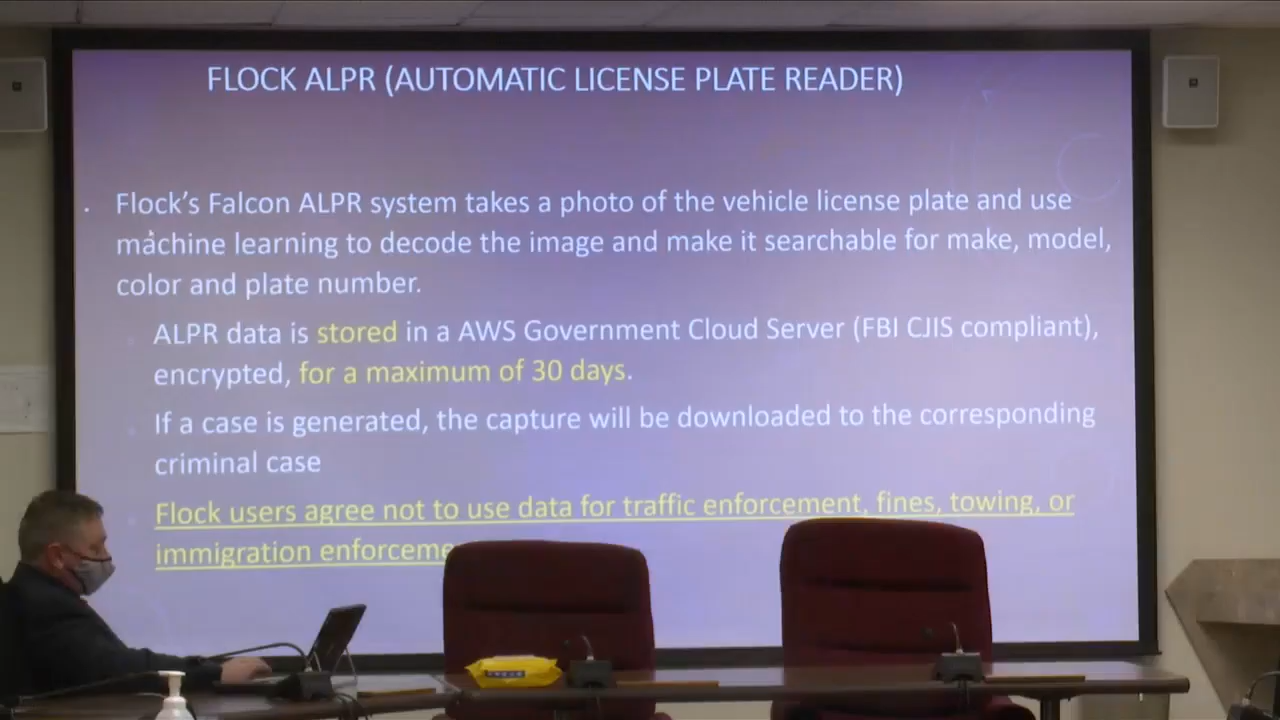 FLOCK ALPR (AUTOMATIC LICENSE PLATE READER)
Flock's Falcon ALPR system takes a photo of the vehicle license plate and use
machine learning to decode the image and make it searchable for make, model,
color and plate number.
ALPR data is stored in a AWS Government Cloud Server (FBI CJIS compliant),
encrypted, for a maximum of 30 days.
If a case is generated, the capture will be downloaded to the corresponding
criminal case
Flock users agree not to use data for traffic enforcement, fines, towing, or
immigration enforceme